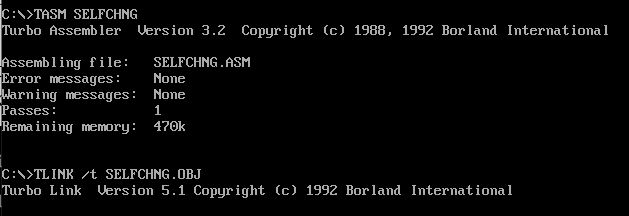 C:\>TASM SELFCHNG
Turbo Assembler  Version 3.2  Copyright (c) 1988, 1992 Borland International
Assembling file:   SELFCHNG.ASM
Error messages:    None
Warning messages:  None
Passes:            1
Remaining memory:  470k
C:\>TLINK /t SELFCHNG.OBJ
Turbo Link  Version 5.1 Copyright (c) 1992 Borland International